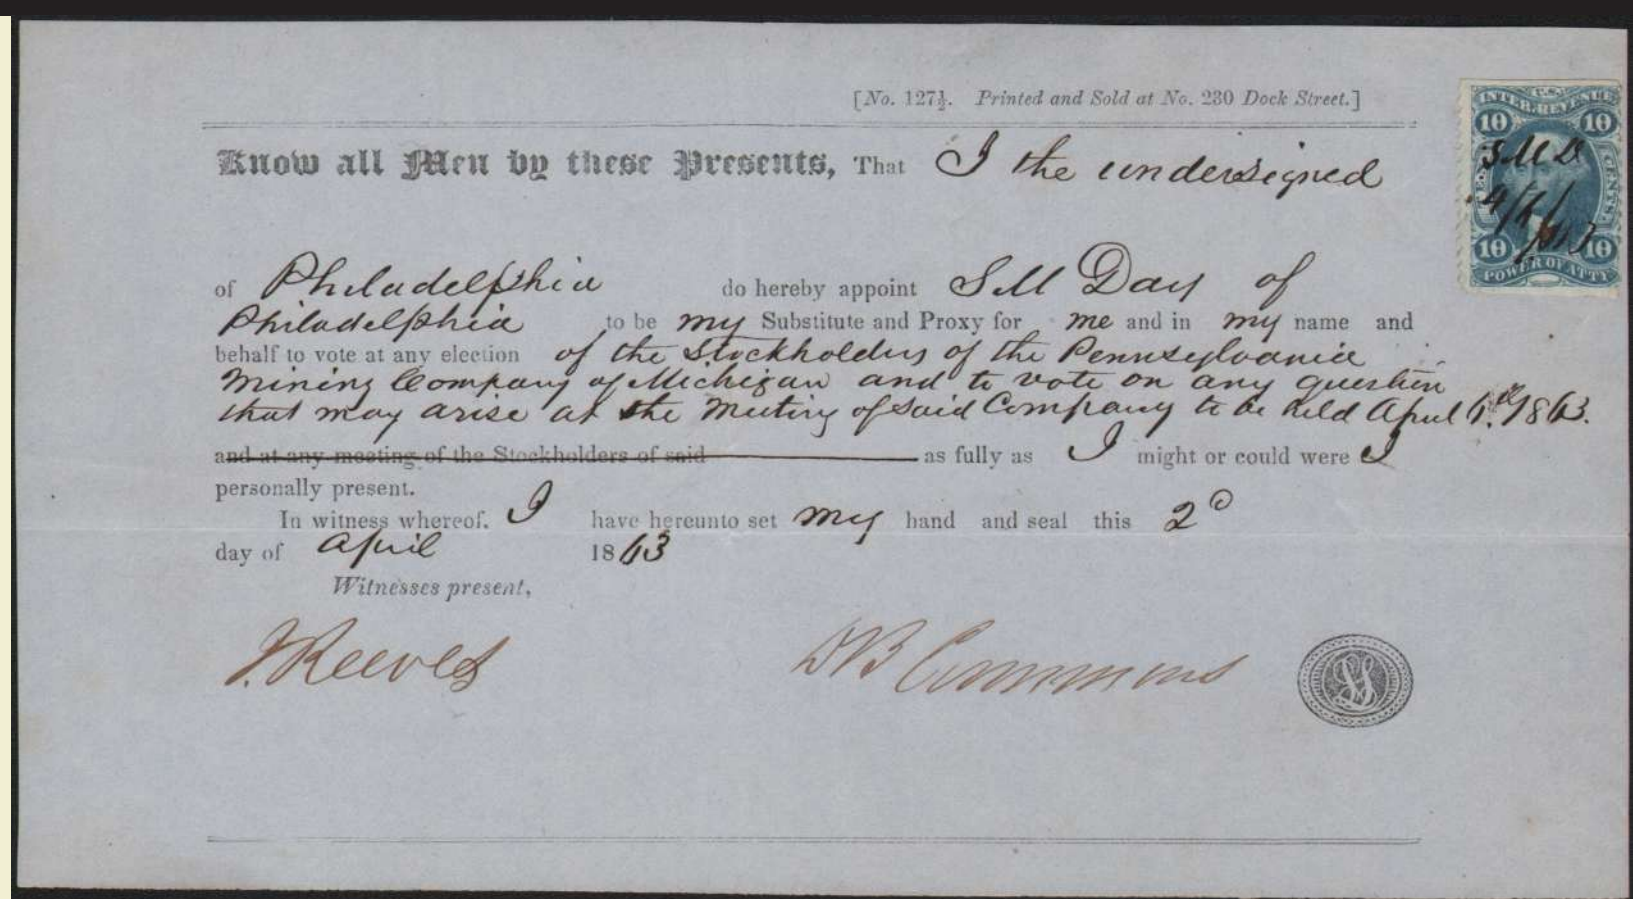 [No. 127½. Printed and Sold at No. 230 Dock Street.]
Know all Men by these Presents, That I the undersigned
of Philadelphia do hereby appoint S M Day of
Philadelphia to be my Substitute and Proxy for me and in my name and
behalf to vote at any election of the Stockholders of the Pennsylvania
Mining Company of Michigan and to vote on any question
that may arise at the Meeting of said Company to be held April 1863.
and at any meeting of the Stockholders of said as fully as I might or could were I
personally present.
In witness whereof. I have hereunto set my hand and seal this 2d
day of April 1863
Witnesses present,
J. Reeves D B Cummins
U.S.
INTER. REVENUE
10 10
S M D
CENTS.
10 10
POWER OF ATTY.